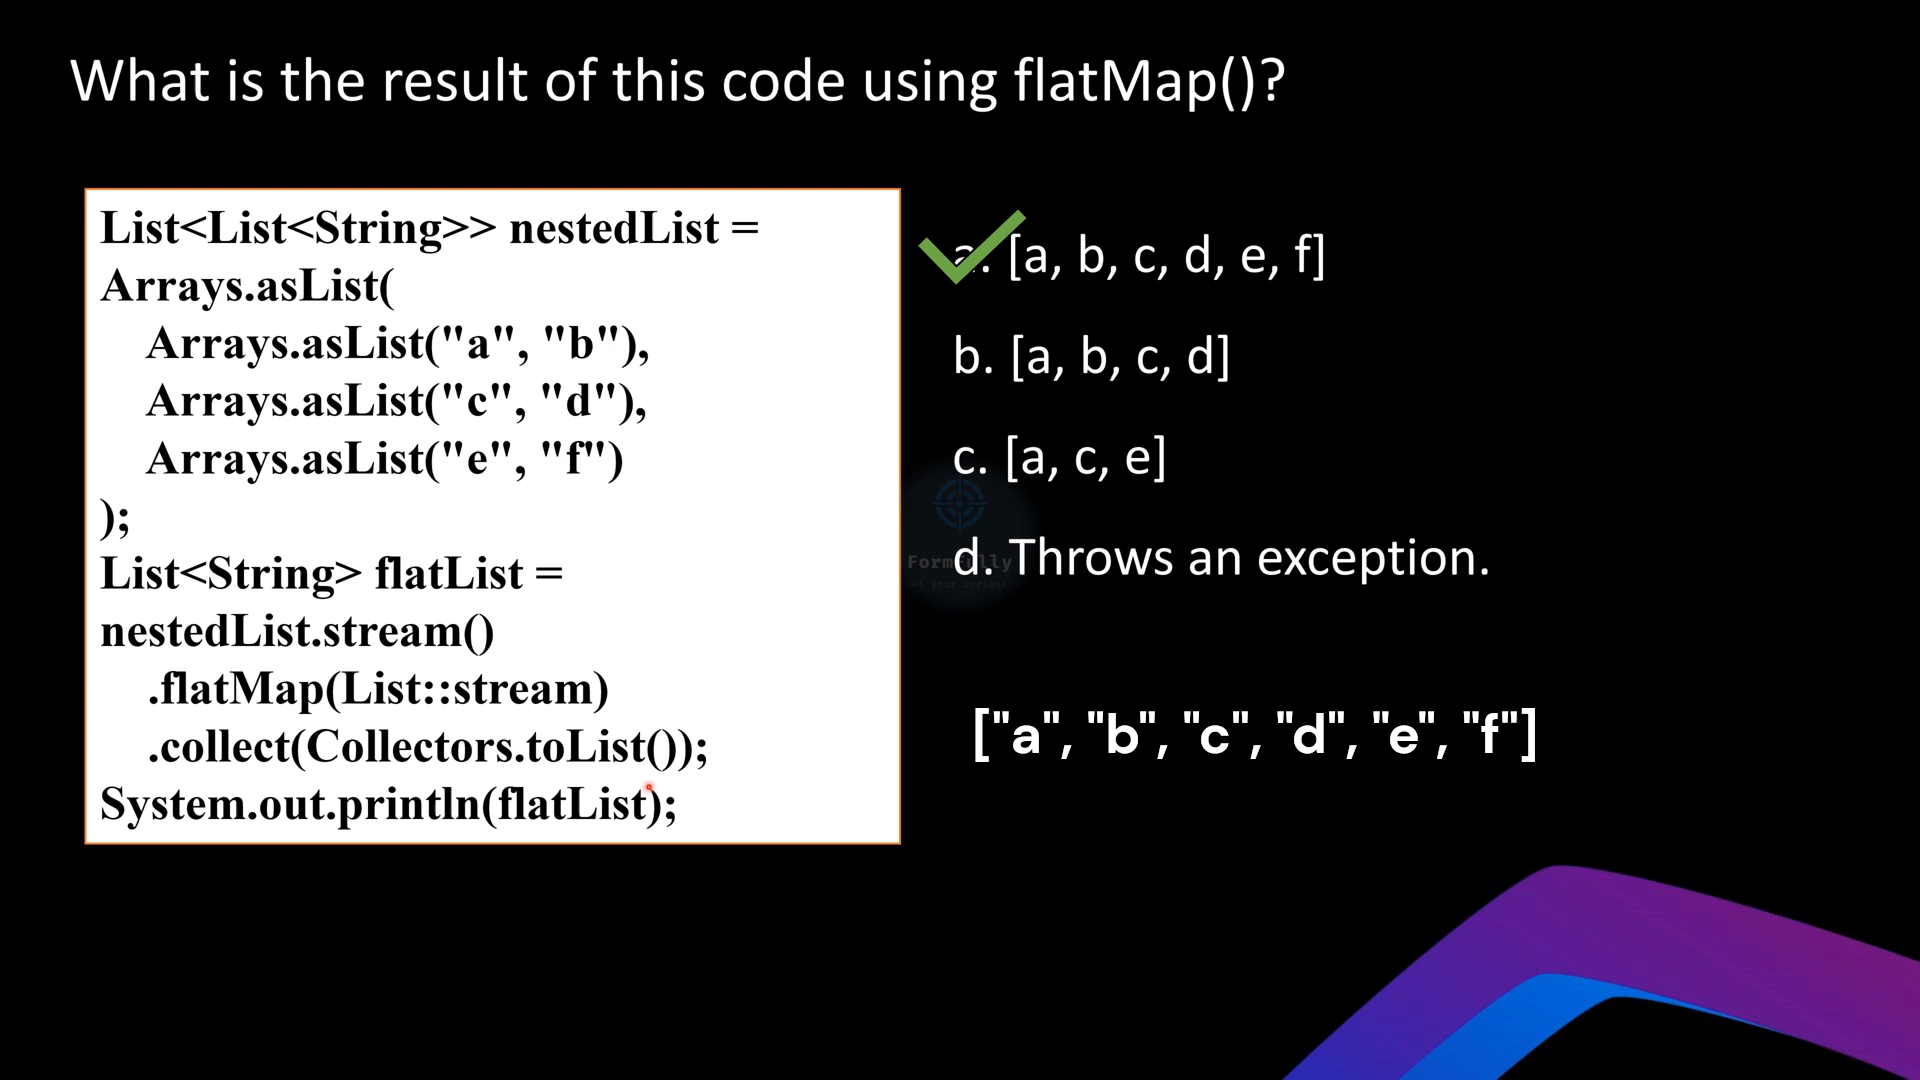 What is the result of this code using flatMap()?
List<List<String>> nestedList =
Arrays.asList(
Arrays.asList("a", "b"),
Arrays.asList("c", "d"),
Arrays.asList("e", "f")
);
List<String> flatList =
nestedList.stream()
.flatMap(List::stream)
.collect(Collectors.toList());
System.out.println(flatList);
a. [a, b, c, d, e, f]
b. [a, b, c, d]
c. [a, c, e]
d. Throws an exception.
["a", "b", "c", "d", "e", "f"]